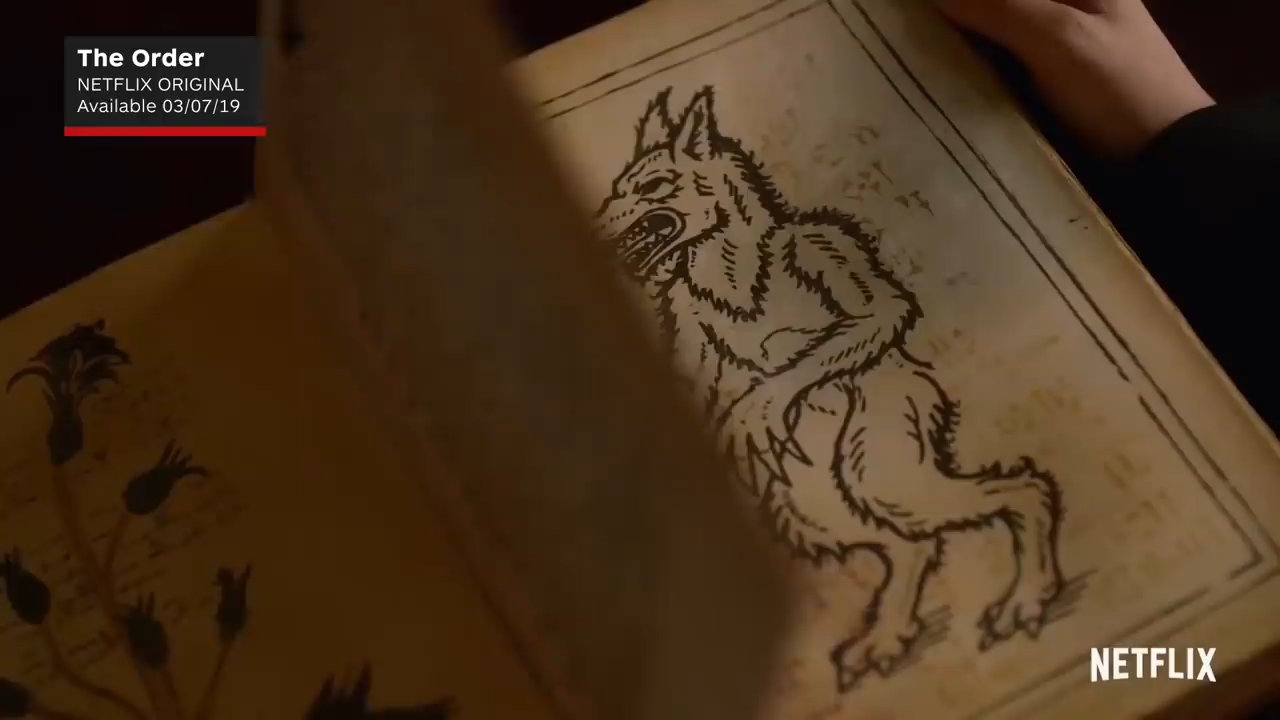 The Order
NETFLIX ORIGINAL
Available 03/07/19
NETFLIX